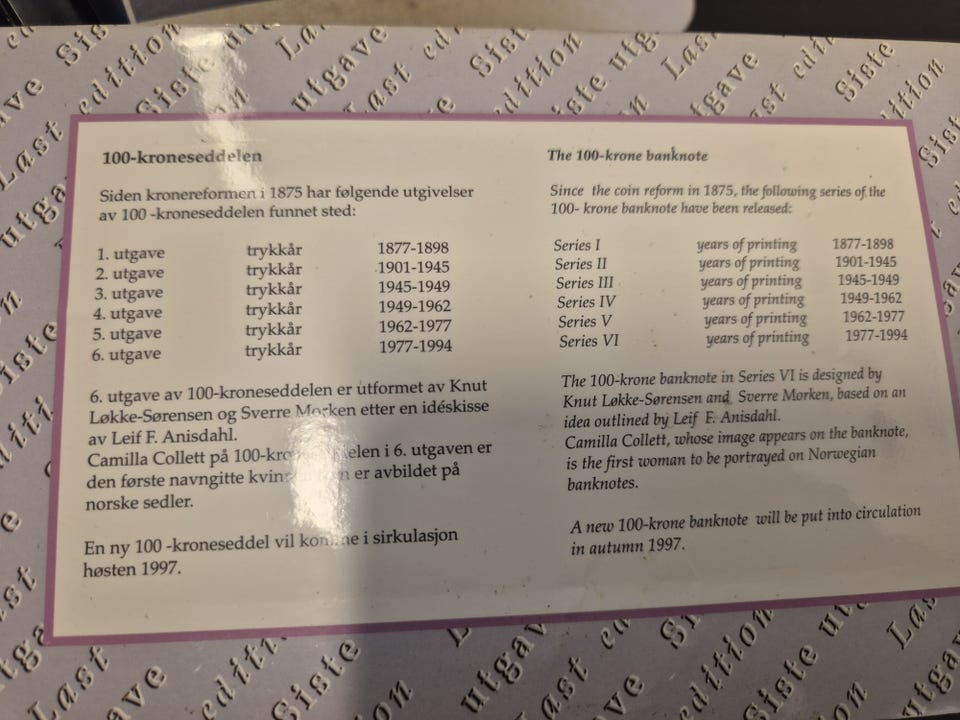 100-kroneseddelen
Siden kronereformen i 1875 har følgende utgivelser
av 100 -kroneseddelen funnet sted:
1. utgave trykkår 1877-1898
2. utgave trykkår 1901-1945
3. utgave trykkår 1945-1949
4. utgave trykkår 1949-1962
5. utgave trykkår 1962-1977
6. utgave trykkår 1977-1994
6. utgave av 100-kroneseddelen er utformet av Knut
Løkke-Sørensen og Sverre Morken etter en idéskisse
av Leif F. Anisdahl.
Camilla Collett på i 6. utgaven er
den første navngitte er avbildet på
norske sedler.
En ny 100 -kroneseddel vil komme i sirkulasjon
høsten 1997.
The 100-krone banknote
Since the coin reform in 1875, the following series of the
100- krone banknote have been released:
Series I years of printing 1877-1898
Series II years of printing 1901-1945
Series III years of printing 1945-1949
Series IV years of printing 1949-1962
Series V years of printing 1962-1977
Series VI years of printing 1977-1994
The 100-krone banknote in Series VI is designed by
Knut Løkke-Sørensen and Sverre Morken, based on an
idea outlined by Leif F. Anisdahl.
Camilla Collett, whose image appears on the banknote,
is the first woman to be portrayed on Norwegian
banknotes.
A new 100-krone banknote will be put into circulation
in autumn 1997.
Siste utgave
Last edition